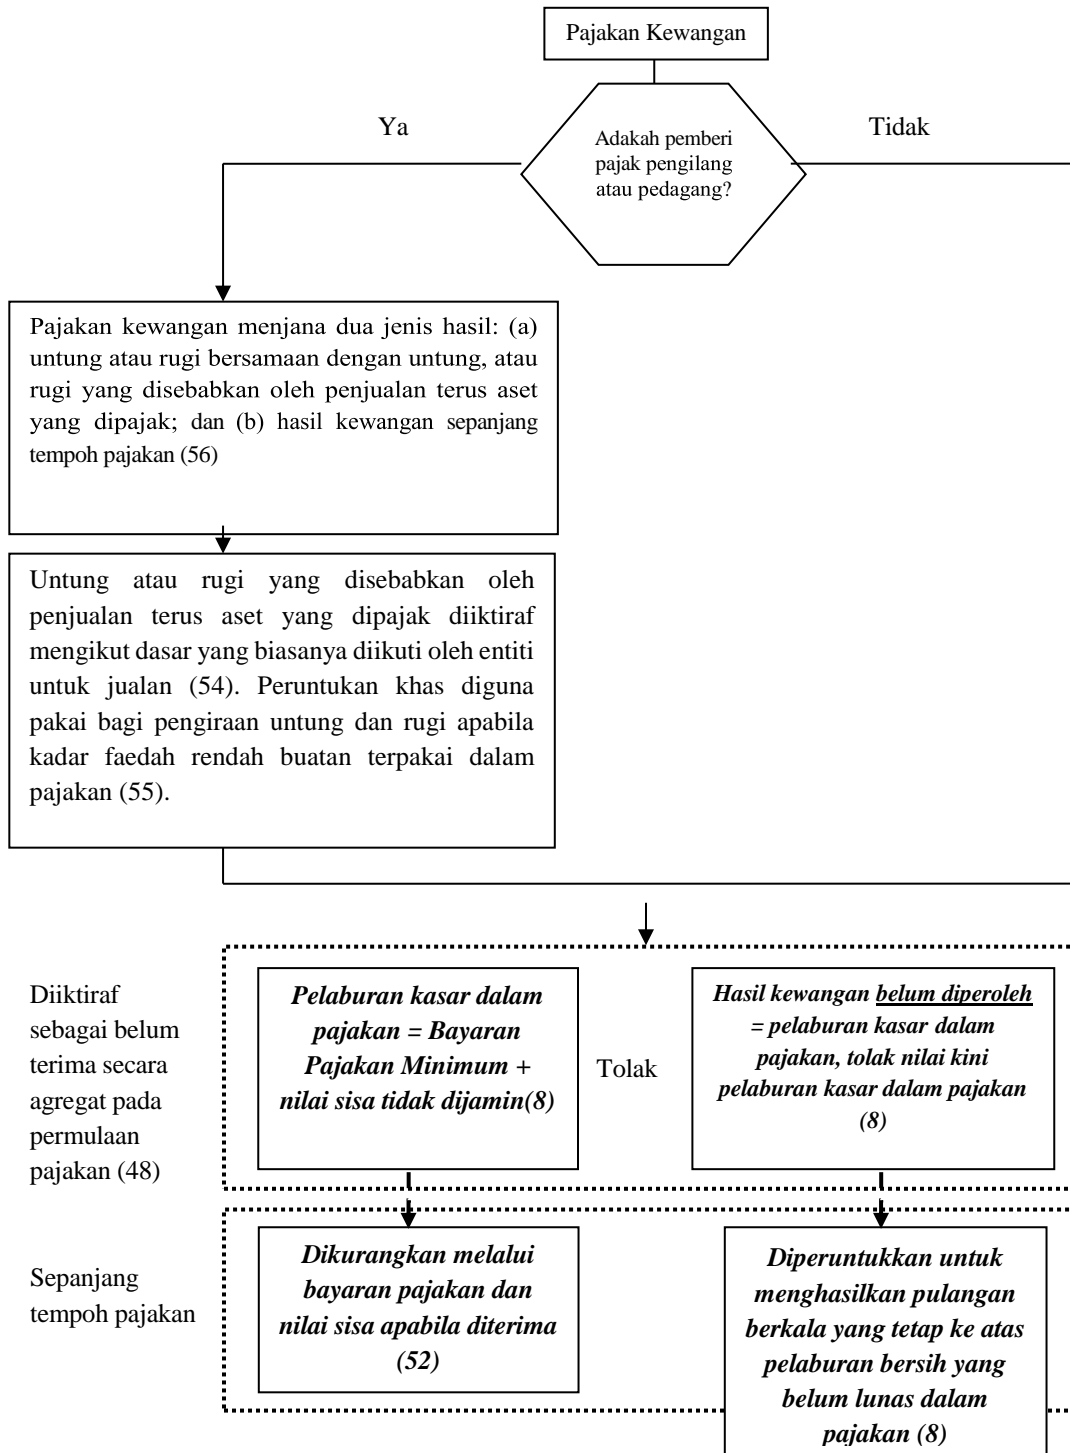 Pajakan Kewangan
Ya
Adakah pemberi
pajak pengilang
atau pedagang?
Tidak
Pajakan kewangan menjana dua jenis hasil: (a)
untung atau rugi bersamaan dengan untung, atau
rugi yang disebabkan oleh penjualan terus aset
yang dipajak; dan (b) hasil kewangan sepanjang
tempoh pajakan (56)
Untung atau rugi yang disebabkan oleh
penjualan terus aset yang dipajak diiktiraf
mengikut dasar yang biasanya diikuti oleh entiti
untuk jualan (54). Peruntukan khas diguna
pakai bagi pengiraan untung dan rugi apabila
kadar faedah rendah buatan terpakai dalam
pajakan (55).
Diiktiraf
sebagai belum
terima secara
agregat pada
permulaan
pajakan (48)
Pelaburan kasar dalam
pajakan = Bayaran
Pajakan Minimum +
nilai sisa tidak dijamin(8)
Tolak
Hasil kewangan belum diperoleh
= pelaburan kasar dalam
pajakan, tolak nilai kini
pelaburan kasar dalam pajakan
(8)
Sepanjang
tempoh pajakan
Dikurangkan melalui
bayaran pajakan dan
nilai sisa apabila diterima
(52)
Diperuntukkan untuk
menghasilkan pulangan
berkala yang tetap ke atas
pelaburan bersih yang
belum lunas dalam
pajakan (8)